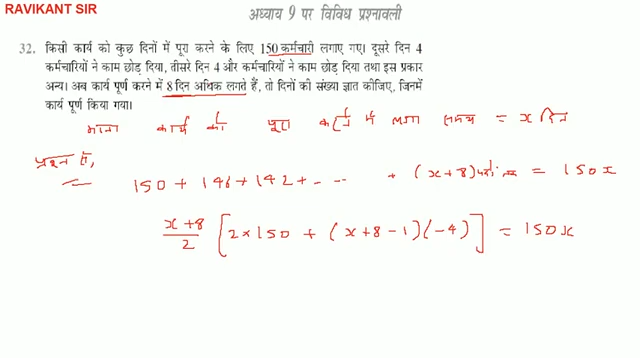 RAVIKANT SIR
अध्याय 9 पर विविध प्रश्नावली
32. किसी कार्य को कुछ दिनों में पूरा करने के लिए 150 कर्मचारी लगाए गए। दूसरे दिन 4
कर्मचारियों ने काम छोड़ दिया, तीसरे दिन 4 और कर्मचारियों ने काम छोड़ दिया तथा इस प्रकार
अन्य। अब कार्य पूर्ण करने में 8 दिन अधिक लगते हैं, तो दिनों की संख्या ज्ञात कीजिए, जिनमें
कार्य पूर्ण किया गया।
माना कार्य को पूरा करने में लगा समय = x दिन
प्रश्न से,
150 + 146 + 142 + - - - - + (x+8) पदों तक = 150x
x+8/2 [2×150 + (x+8-1)(-4)] = 150x